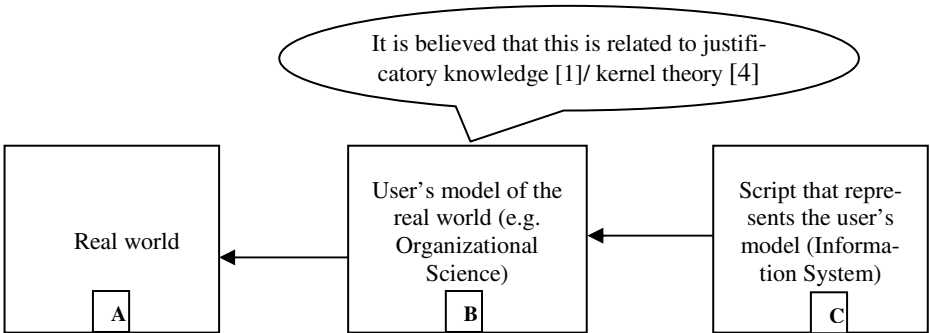 It is believed that this is related to justifi-
catory knowledge [1]/ kernel theory [4]
Real world
A
User's model of the
real world (e.g.
Organizational
Science)
B
Script that repre-
sents the user's
model (Informa-
tion System)
C